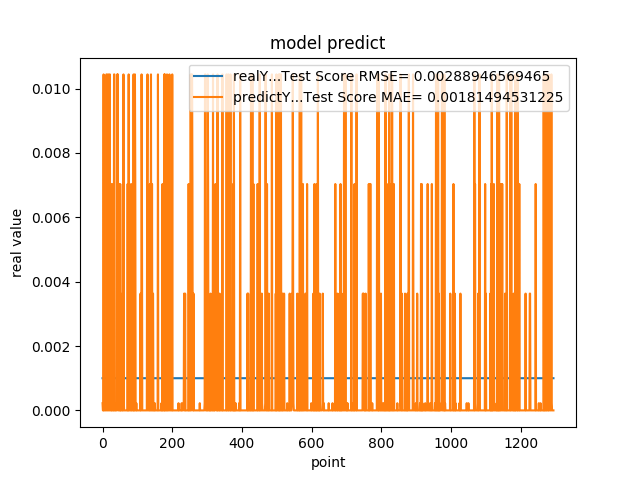 model predict
realY...Test Score RMSE= 0.00288946569465
predictY...Test Score MAE= 0.00181494531225
0.010
0.008
0.006
0.004
0.002
0.000
real value
0 200 400 600 800 1000 1200
point